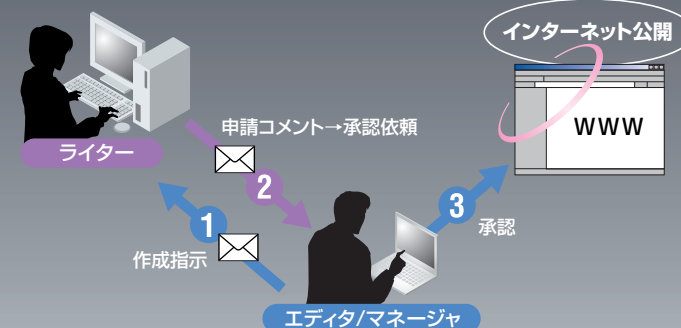 インターネット公開
WWW
申請コメント→承認依頼
ライター
2
1
3
承認
作成指示
エディタ/マネージャ